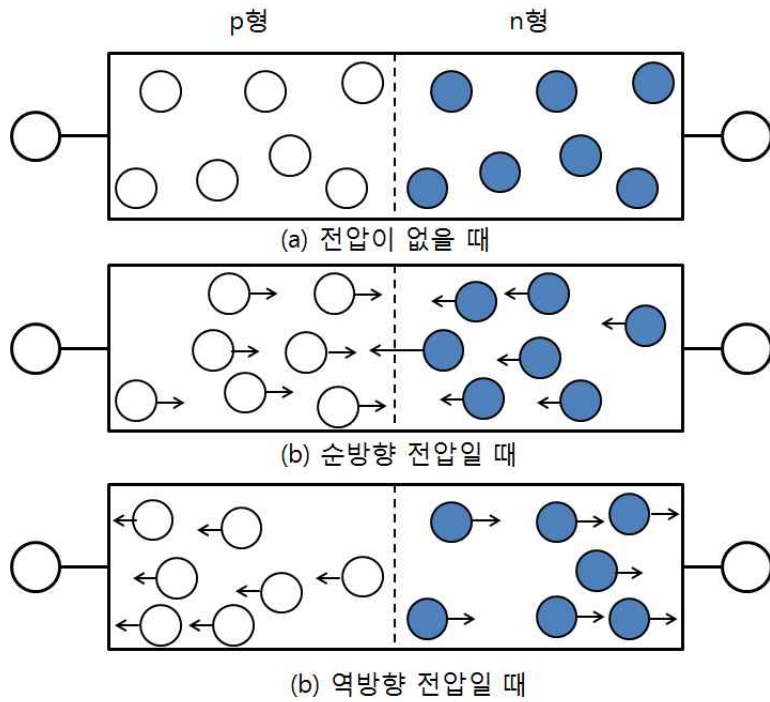 p형 n형
(a) 전압이 없을 때
(b) 순방향 전압일 때
(b) 역방향 전압일 때